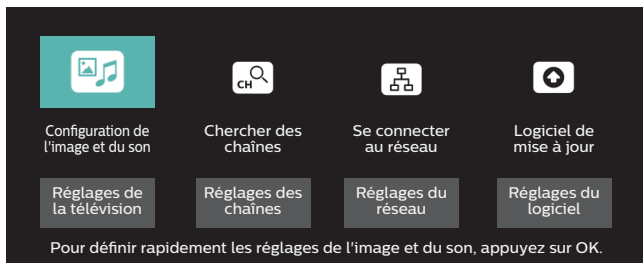 CH
Configuration de
l'image et du son
Chercher des
chaînes
Se connecter
au réseau
Logiciel de
mise à jour
Réglages de
la télévision
Réglages des
chaînes
Réglages du
réseau
Réglages du
logiciel
Pour définir rapidement les réglages de l'image et du son, appuyez sur OK.